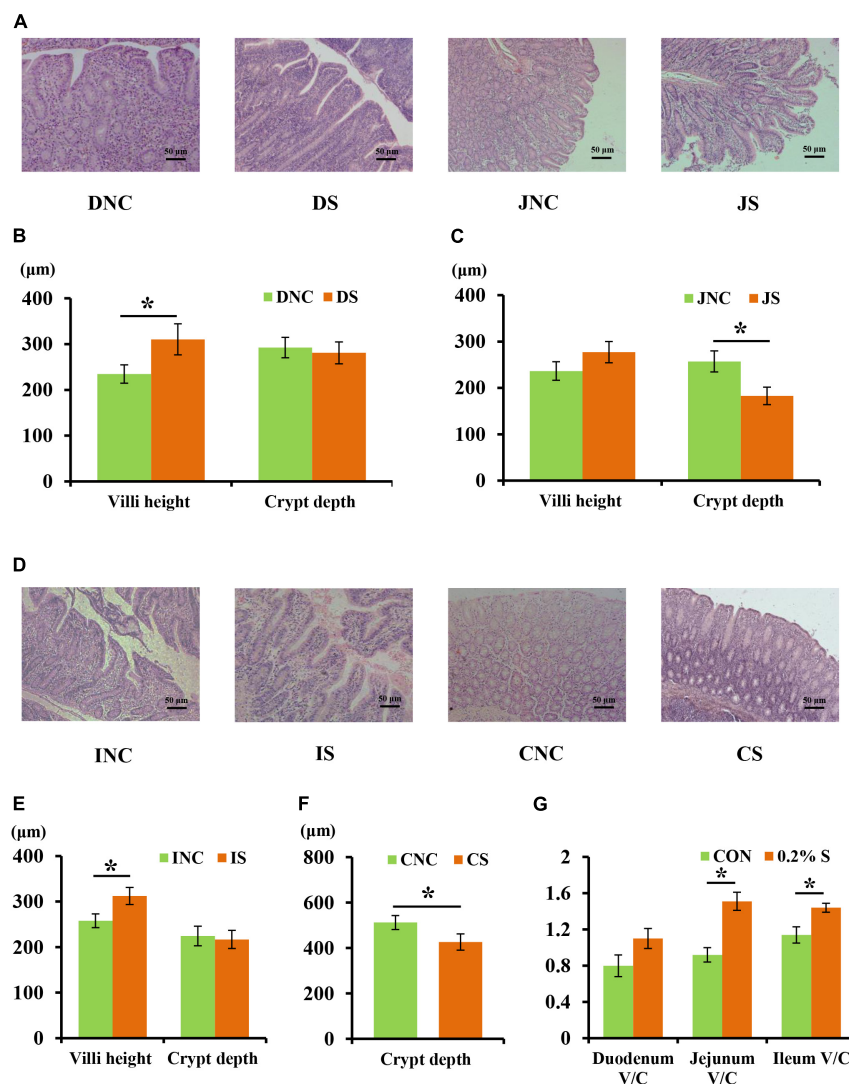 A
50 μm
50 μm
50 μm
50 μm
DNC
DS
JNC
JS
B
(μm)
DNC DS
400
300
200
100
0
*
Villi height
Crypt depth
C
(μm)
JNC JS
400
300
200
100
0
*
Villi height
Crypt depth
D
50 μm
50 μm
50 μm
50 μm
INC
IS
CNC
CS
E
(μm)
INC IS
400
300
200
100
0
*
Villi height
Crypt depth
F
(μm)
CNC CS
800
600
400
200
0
*
Crypt depth
G
CON 0.2% S
2
1.6
1.2
0.8
0.4
0
*
*
Duodenum V/C
Jejunum V/C
Ileum V/C